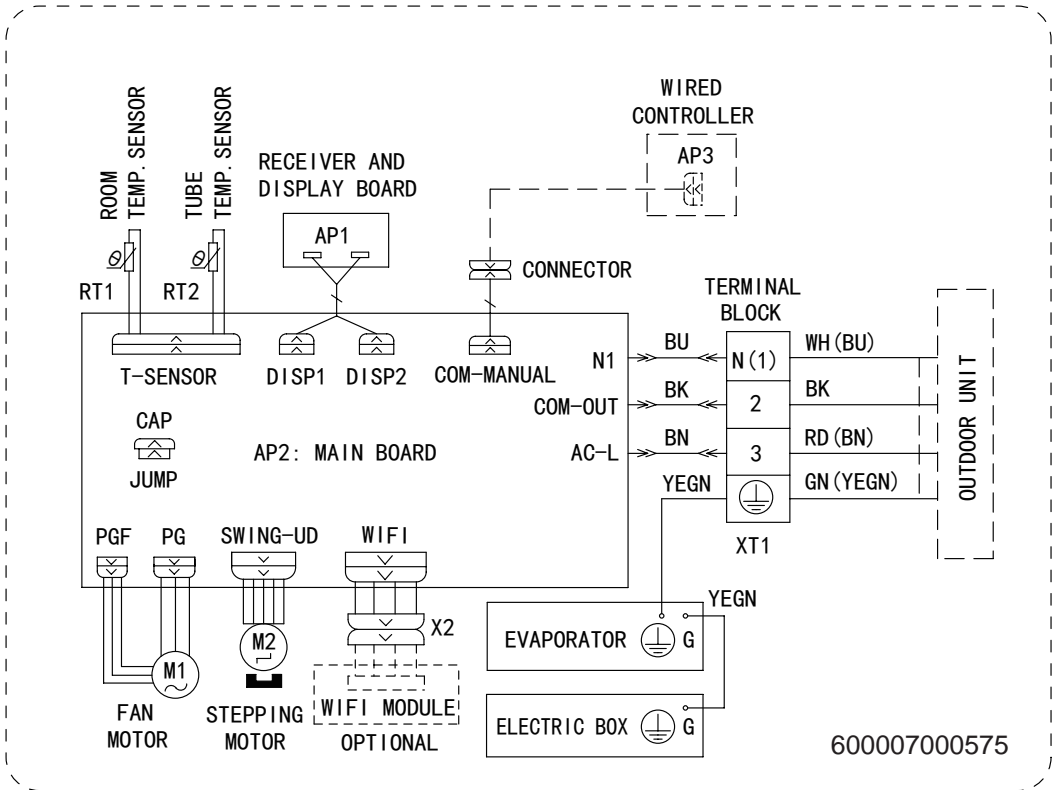 WIRED
CONTROLLER
AP3
ROOM
TEMP. SENSOR
TUBE
TEMP. SENSOR
RECEIVER AND
DISPLAY BOARD
AP1
RT1
RT2
CONNECTOR
TERMINAL
BLOCK
T-SENSOR
DISP1
DISP2
COM-MANUAL
N1
BU
N(1)
WH(BU)
COM-OUT
BK
2
BK
AC-L
BN
3
RD(BN)
YEGN
GN(YEGN)
XT1
OUTDOOR UNIT
CAP
JUMP
AP2: MAIN BOARD
PGF
PG
SWING-UD
WIFI
X2
M1
M2
FAN
MOTOR
STEPPING
MOTOR
WIFI MODULE
OPTIONAL
YEGN
EVAPORATOR
G
ELECTRIC BOX
G
600007000575